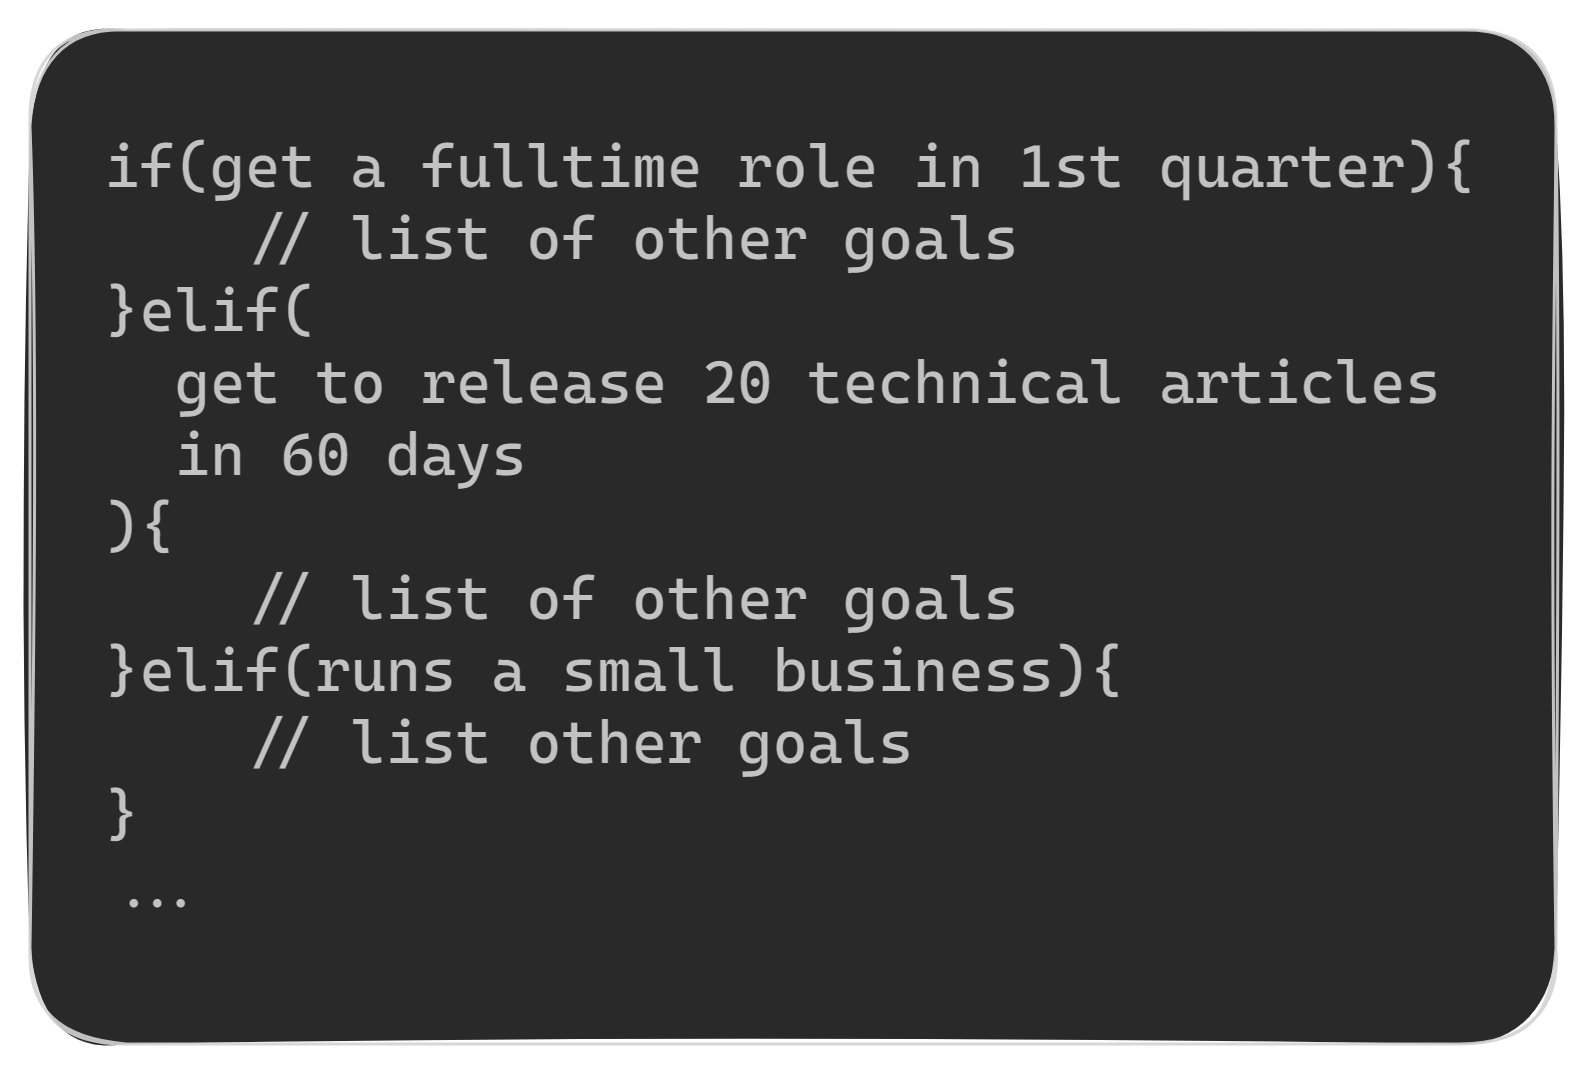 if(get a fulltime role in 1st quarter){
    // list of other goals
}elif(
  get to release 20 technical articles
  in 60 days
){
    // list of other goals
}elif(runs a small business){
    // list other goals
}
...